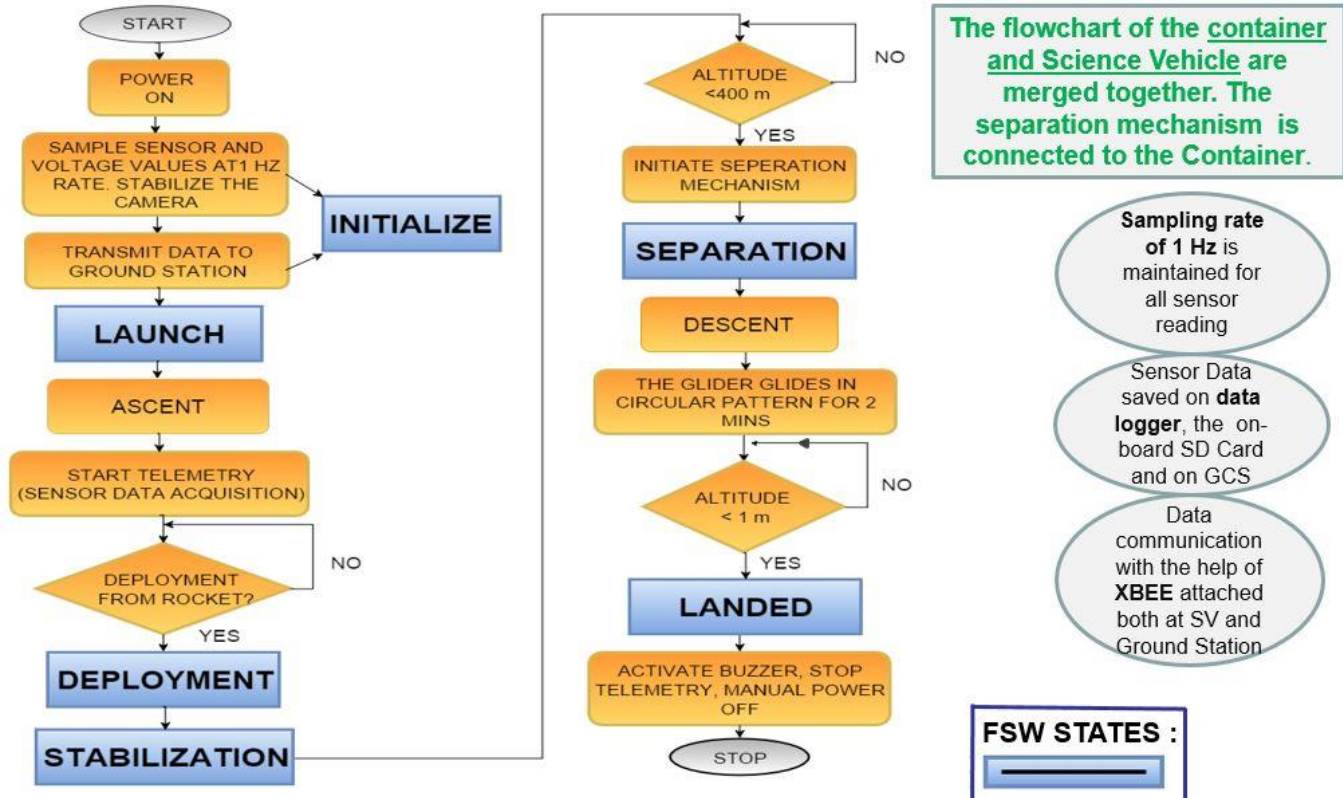 START
POWER
ON
SAMPLE SENSOR AND
VOLTAGE VALUES AT1 HZ
RATE. STABILIZE THE
CAMERA
INITIALIZE
TRANSMIT DATA TO
GROUND STATION
LAUNCH
ASCENT
START TELEMETRY
(SENSOR DATA ACQUISITION)
NO
DEPLOYMENT
FROM ROCKET?
YES
DEPLOYMENT
STABILIZATION
ALTITUDE
<400 m
NO
YES
INITIATE SEPERATION
MECHANISM
SEPARATION
DESCENT
THE GLIDER GLIDES IN
CIRCULAR PATTERN FOR 2
MINS
ALTITUDE
< 1 m
NO
YES
LANDED
ACTIVATE BUZZER, STOP
TELEMETRY, MANUAL POWER
OFF
STOP
The flowchart of the container
and Science Vehicle are
merged together. The
separation mechanism is
connected to the Container.
Sampling rate
of 1 Hz is
maintained for
all sensor
reading
Sensor Data
saved on data
logger, the on-
board SD Card
and on GCS
Data
communication
with the help of
XBEE attached
both at SV and
Ground Station
FSW STATES :